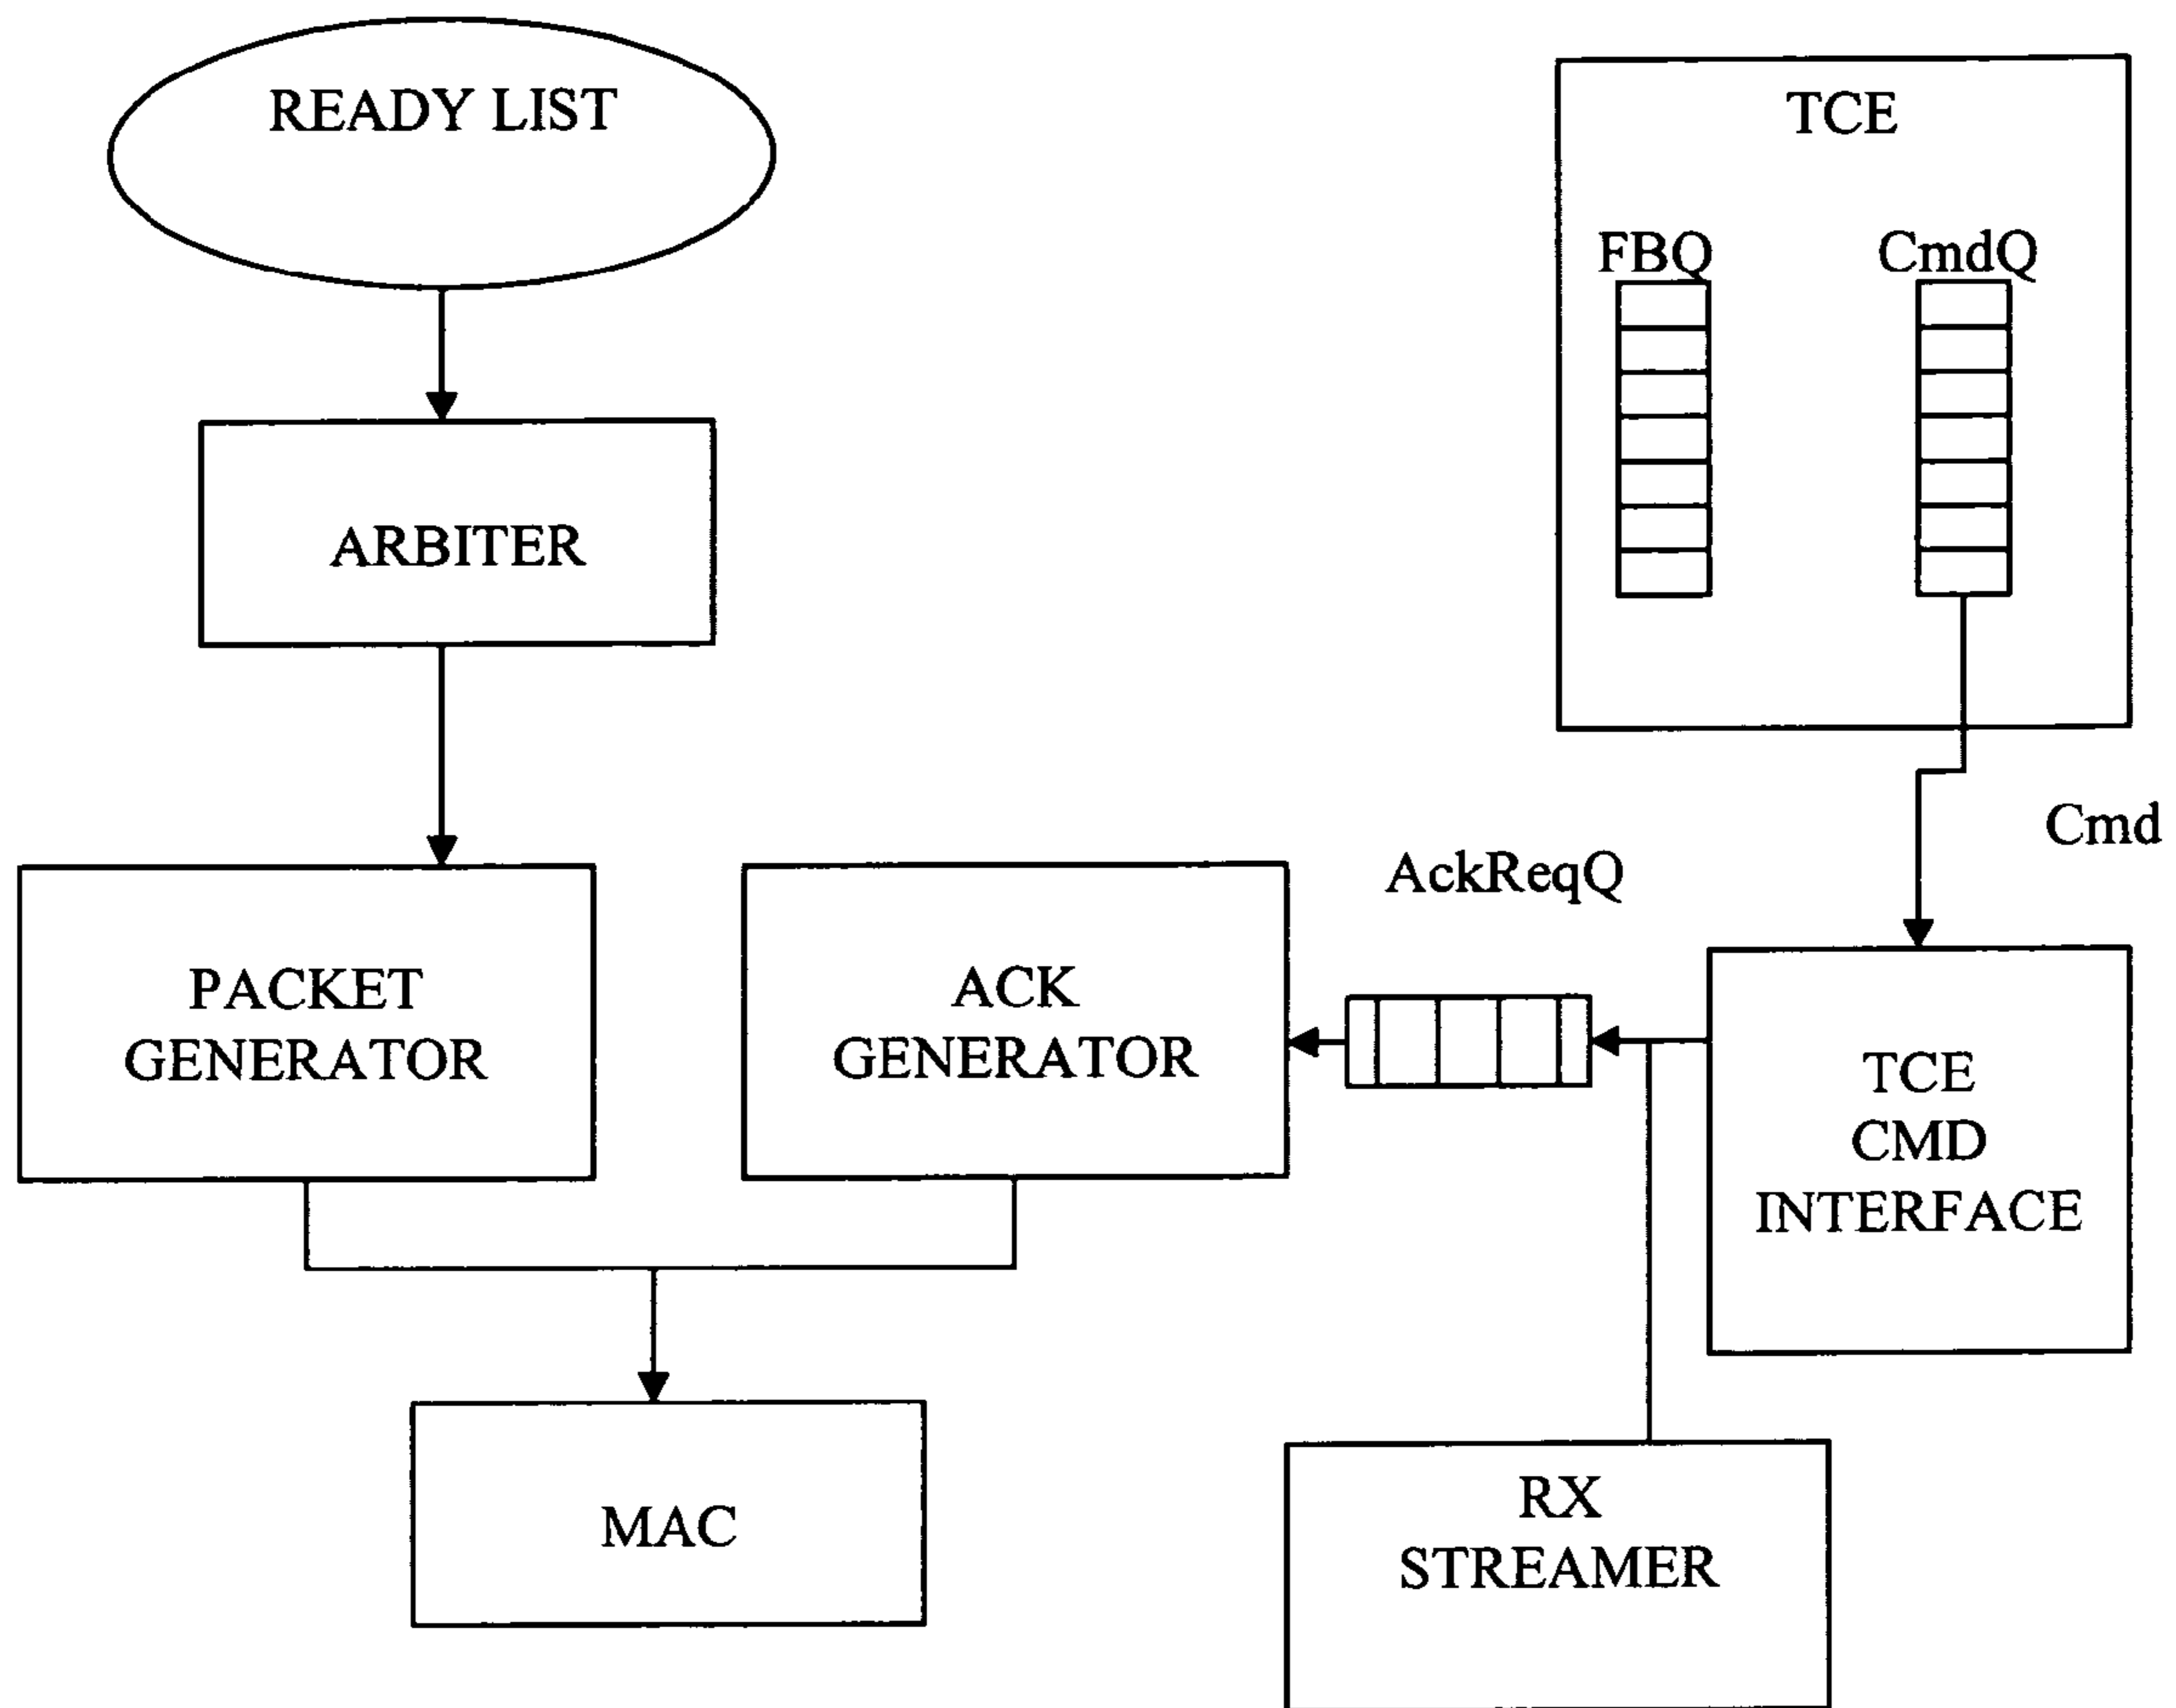 READY LIST
TCE
FBQ
CmdQ
ARBITER
Cmd
AckReqQ
PACKET
GENERATOR
ACK
GENERATOR
TCE
CMD
INTERFACE
MAC
RX
STREAMER